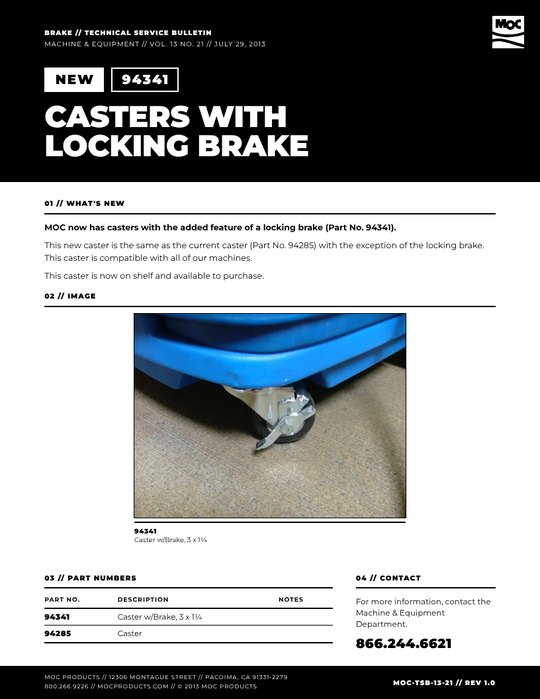 BRAKE // TECHNICAL SERVICE BULLETIN
MACHINE & EQUIPMENT // VOL. 13 NO. 21 // JULY 29, 2013
MOC
NEW 94341
CASTERS WITH
LOCKING BRAKE
01 // WHAT'S NEW
MOC now has casters with the added feature of a locking brake (Part No. 94341).
This new caster is the same as the current caster (Part No. 94285) with the exception of the locking brake.
This caster is compatible with all of our machines.
This caster is now on shelf and available to purchase.
02 // IMAGE
94341
Caster w/Brake, 3 x 1¼
03 // PART NUMBERS
PART NO. DESCRIPTION NOTES
94341 Caster w/Brake, 3 x 1¼
94285 Caster
04 // CONTACT
For more information, contact the
Machine & Equipment
Department.
866.244.6621
MOC PRODUCTS // 12306 MONTAGUE STREET // PACOIMA, CA 91331-2279
800.266.9226 // MOCPRODUCTS.COM // © 2013 MOC PRODUCTS
MOC-TSB-13-21 // REV 1.0